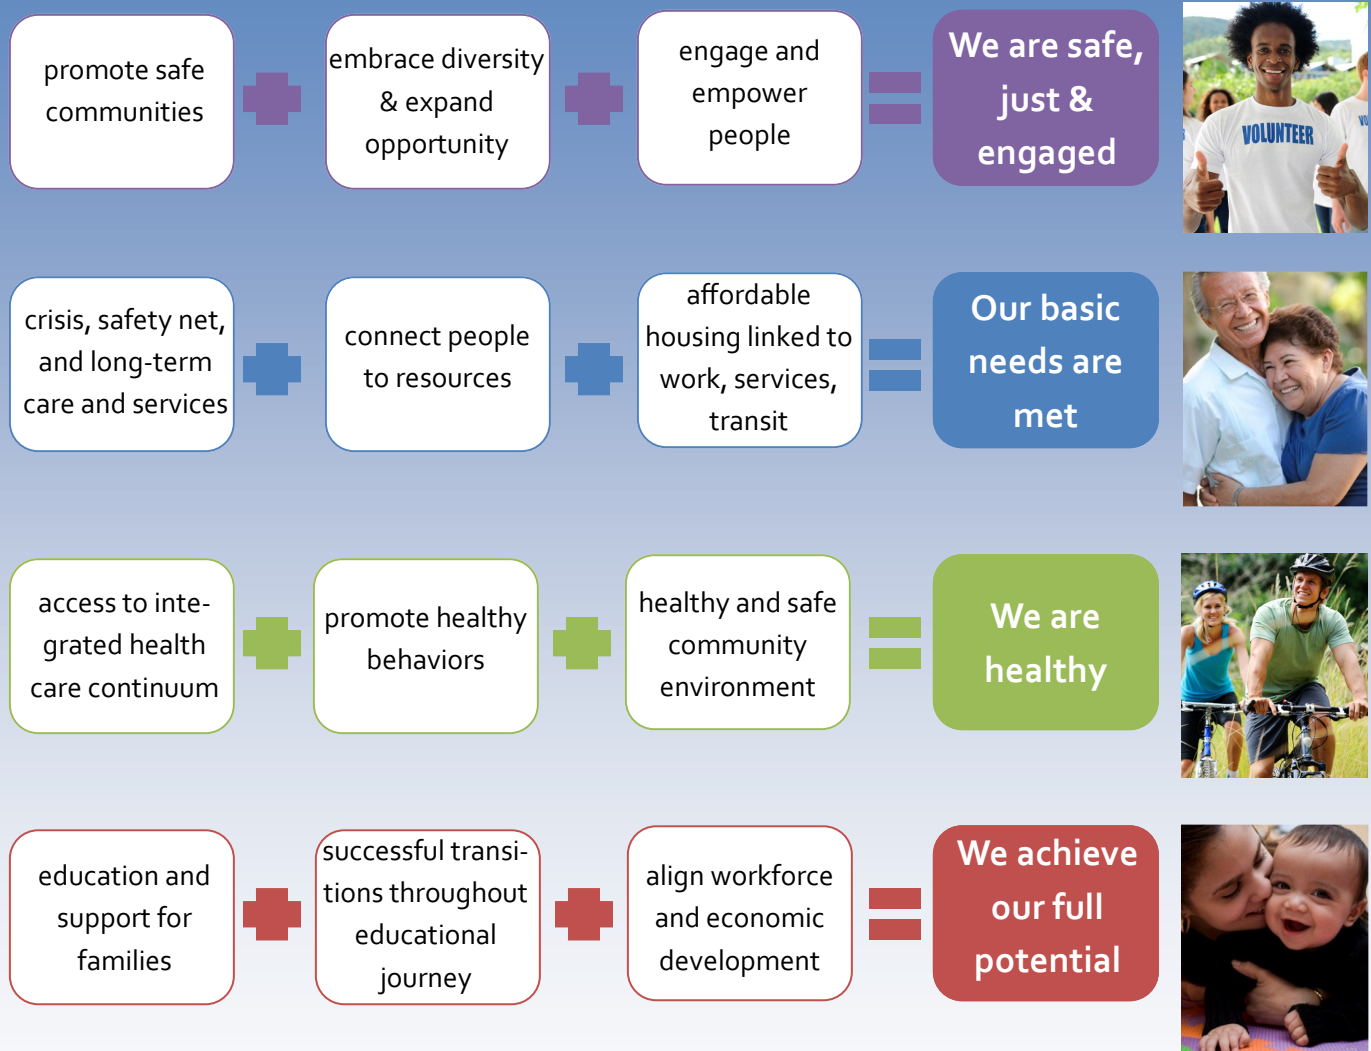 promote safe
communities
embrace diversity
& expand
opportunity
engage and
empower
people
We are safe,
just &
engaged
VOLUNTEER
crisis, safety net,
and long-term
care and services
connect people
to resources
affordable
housing linked to
work, services,
transit
Our basic
needs are
met
access to inte-
grated health
care continuum
promote healthy
behaviors
healthy and safe
community
environment
We are
healthy
education and
support for
families
successful transi-
tions throughout
educational
journey
align workforce
and economic
development
We achieve
our full
potential